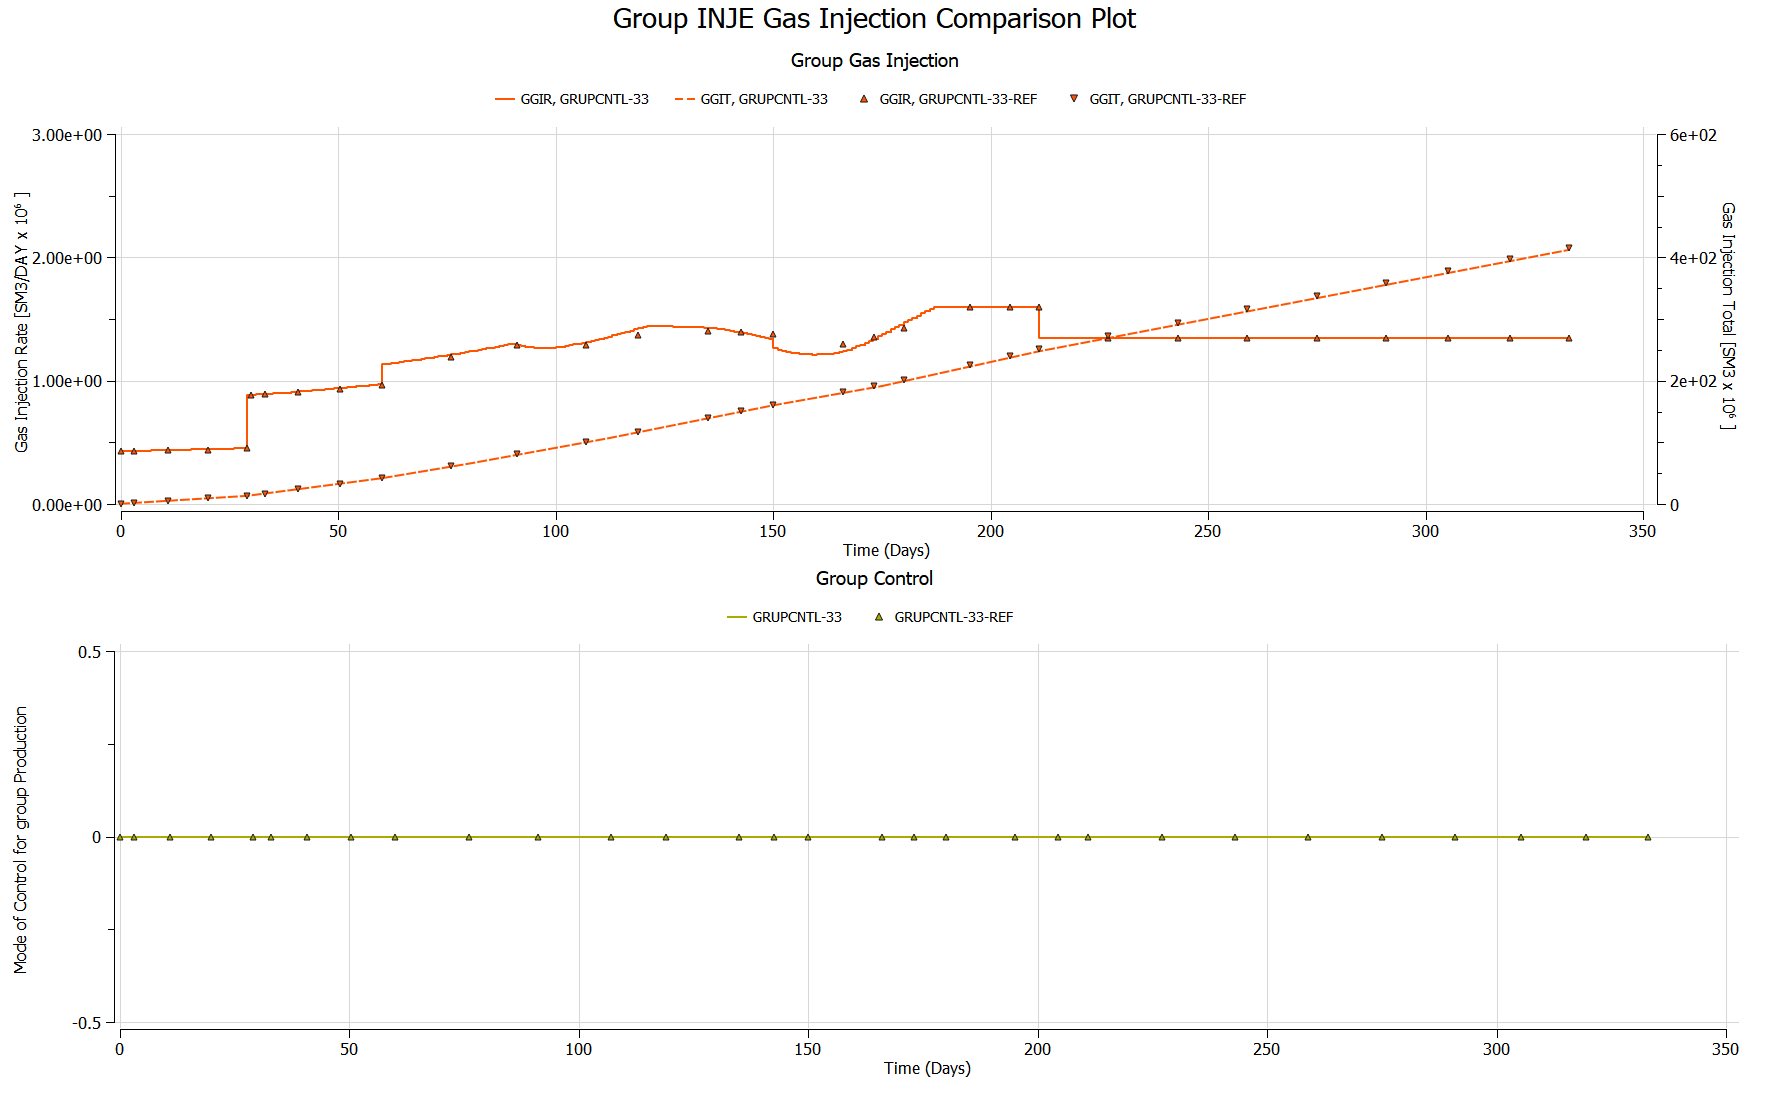 Group INJE Gas Injection Comparison Plot
Group Gas Injection
GGIR, GRUPCNTL-33
GGIT, GRUPCNTL-33
GGIR, GRUPCNTL-33-REF
GGIT, GRUPCNTL-33-REF
Gas Injection Rate [SM3/DAY x 10⁶ ]
3.00e+00
2.00e+00
1.00e+00
0.00e+00
6e+02
4e+02
2e+02
0
Gas Injection Total [SM3 x 10⁶ ]
0 50 100 150 200 250 300 350
Time (Days)
Group Control
GRUPCNTL-33
GRUPCNTL-33-REF
Mode of Control for group Production
0.5
0
-0.5
0 50 100 150 200 250 300 350
Time (Days)